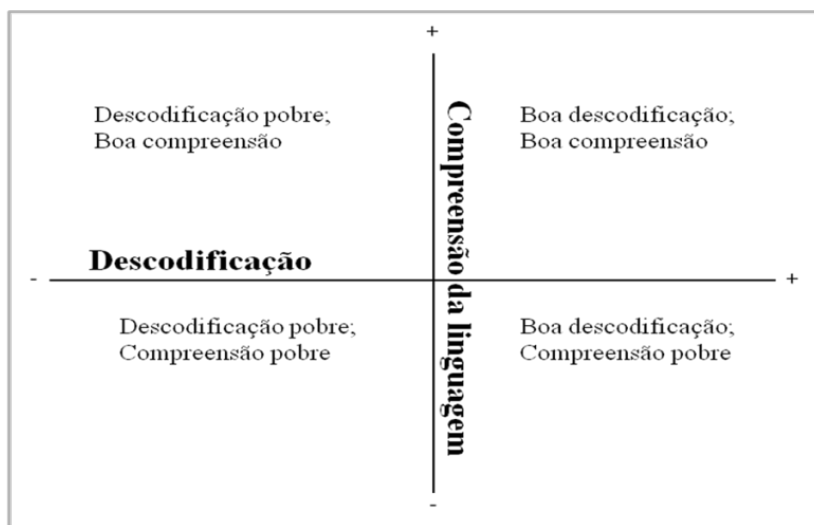 +
Descodificação pobre;
Boa compreensão
Boa descodificação;
Boa compreensão
Compreensão da linguagem
Descodificação
-
+
Descodificação pobre;
Compreensão pobre
Boa descodificação;
Compreensão pobre
-